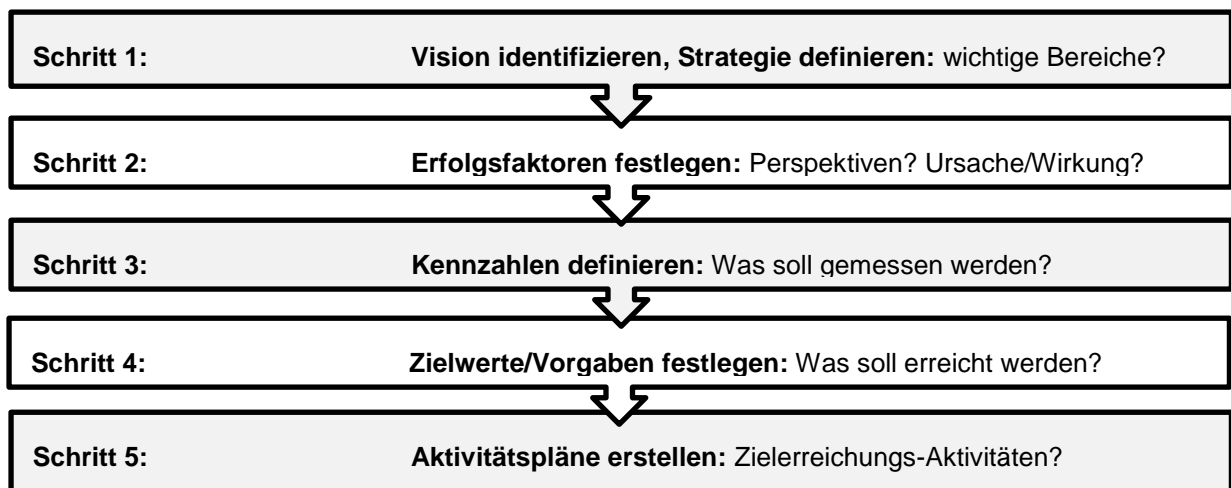 Schritt 1: Vision identifizieren, Strategie definieren: wichtige Bereiche?
Schritt 2: Erfolgsfaktoren festlegen: Perspektiven? Ursache/Wirkung?
Schritt 3: Kennzahlen definieren: Was soll gemessen werden?
Schritt 4: Zielwerte/Vorgaben festlegen: Was soll erreicht werden?
Schritt 5: Aktivitätspläne erstellen: Zielerreichungs-Aktivitäten?